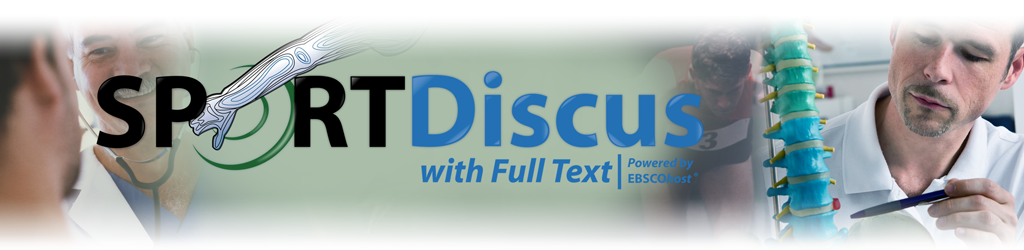 SPORTDiscus
with Full Text
Powered by
EBSCOhost